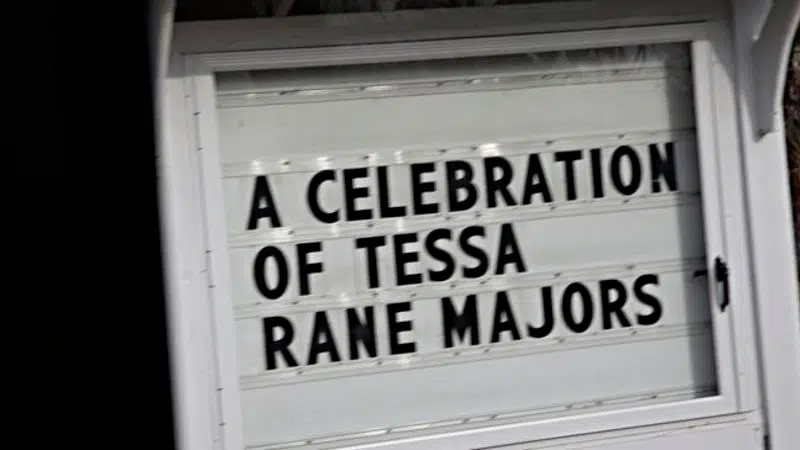 A CELEBRATION
OF TESSA
RANE MAJORS